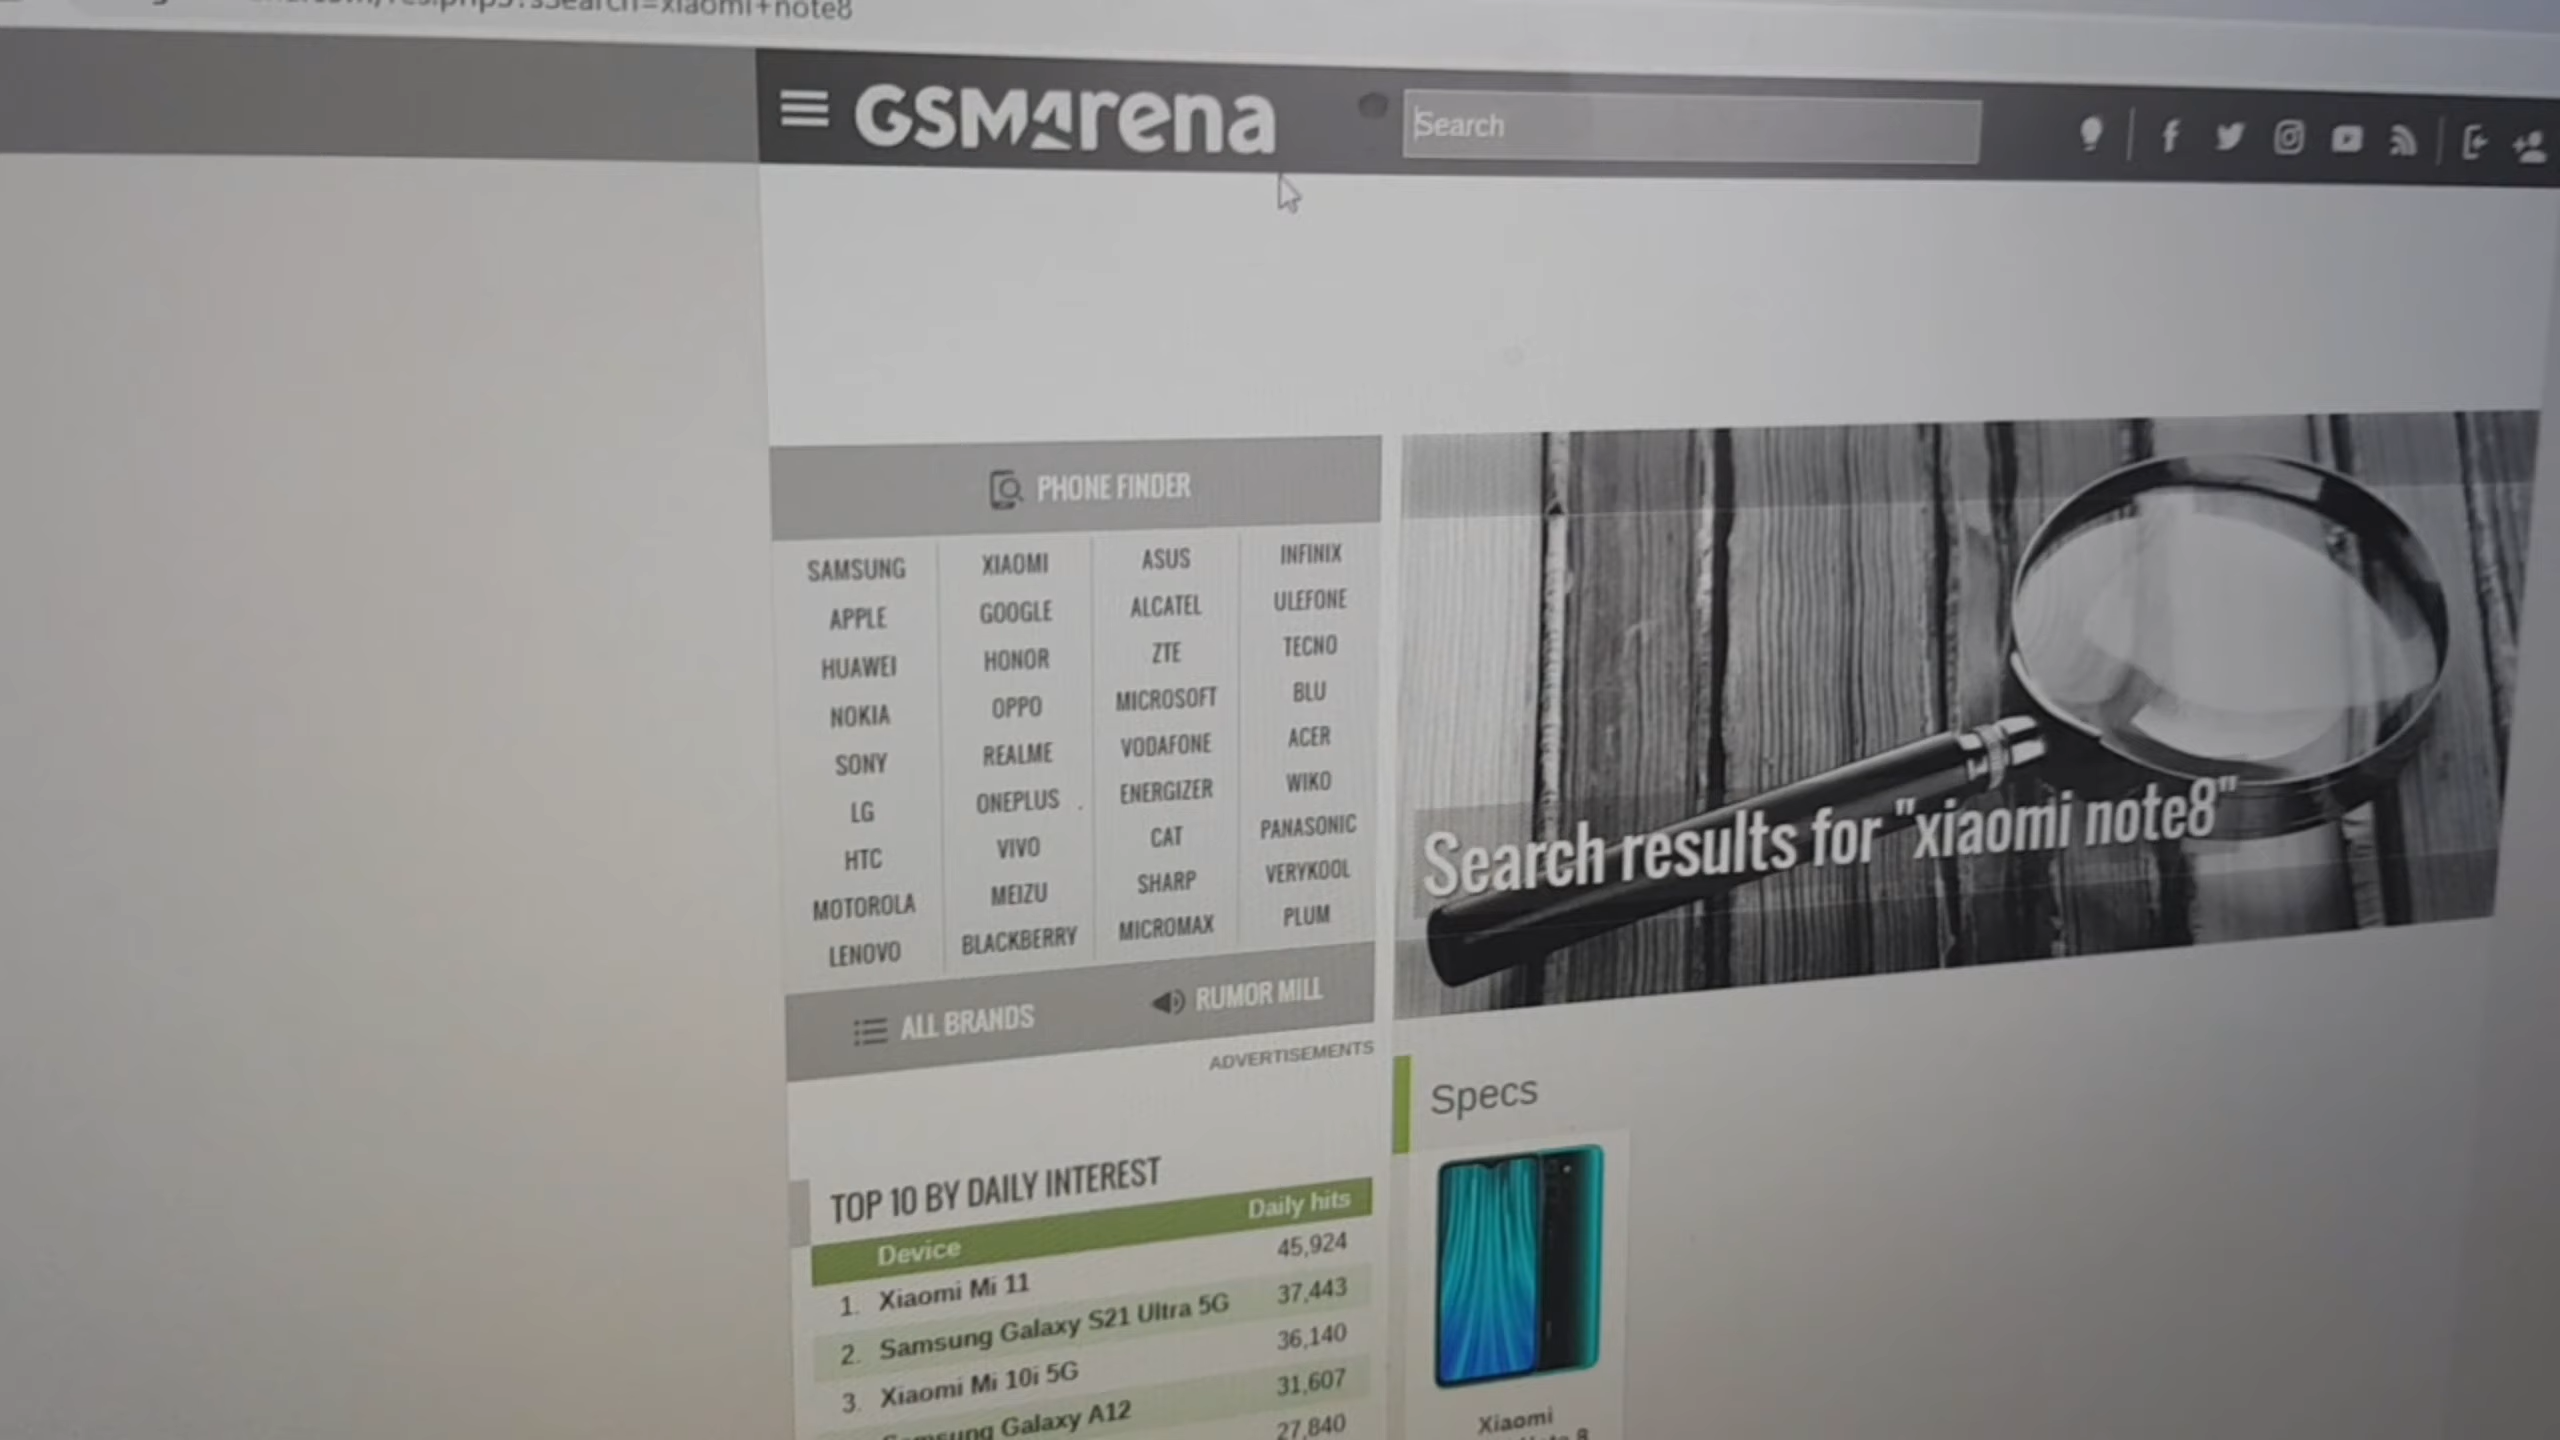 Search=xiaomi+note8
GSMArena
Search
PHONE FINDER
SAMSUNG XIAOMI ASUS INFINIX
APPLE GOOGLE ALCATEL ULEFONE
HUAWEI HONOR ZTE TECNO
NOKIA OPPO MICROSOFT BLU
SONY REALME VODAFONE ACER
LG ONEPLUS ENERGIZER WIKO
HTC VIVO CAT PANASONIC
MOTOROLA MEIZU SHARP VERYKOOL
LENOVO BLACKBERRY MICROMAX PLUM
ALL BRANDS RUMOR MILL
ADVERTISEMENTS
Search results for "xiaomi note8"
Specs
Xiaomi
TOP 10 BY DAILY INTEREST
Device Daily hits
1. Xiaomi Mi 11 45,924
2. Samsung Galaxy S21 Ultra 5G 37,443
3. Xiaomi Mi 10i 5G 36,140
Samsung Galaxy A12 31,607
27,840